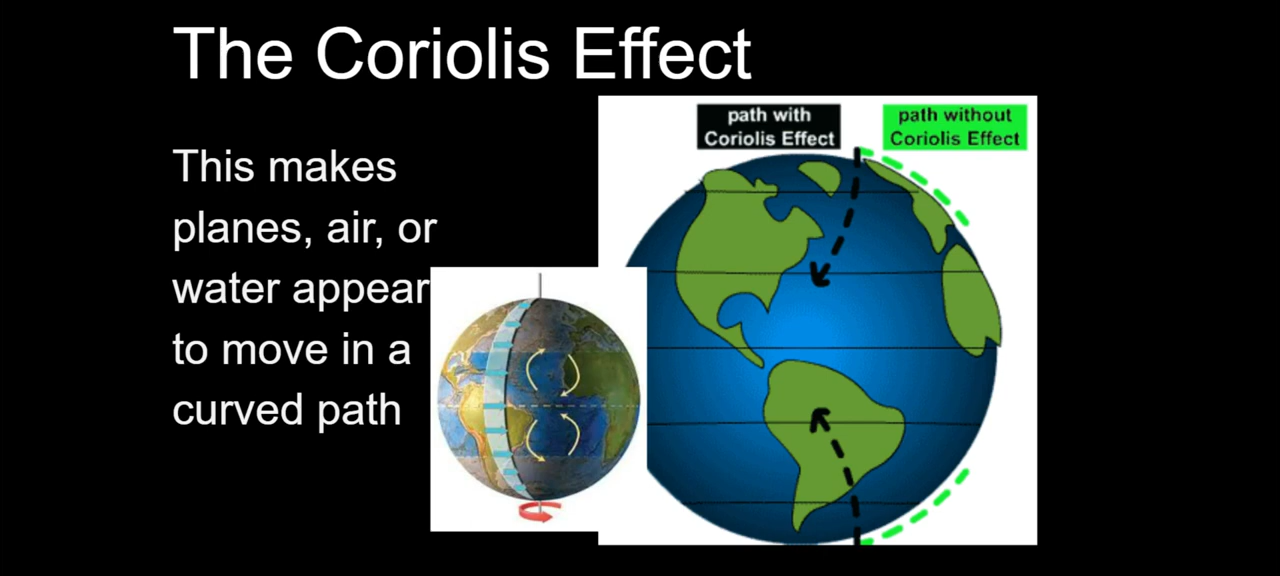 The Coriolis Effect
This makes
planes, air, or
water appear
to move in a
curved path
path with
Coriolis Effect
path without
Coriolis Effect